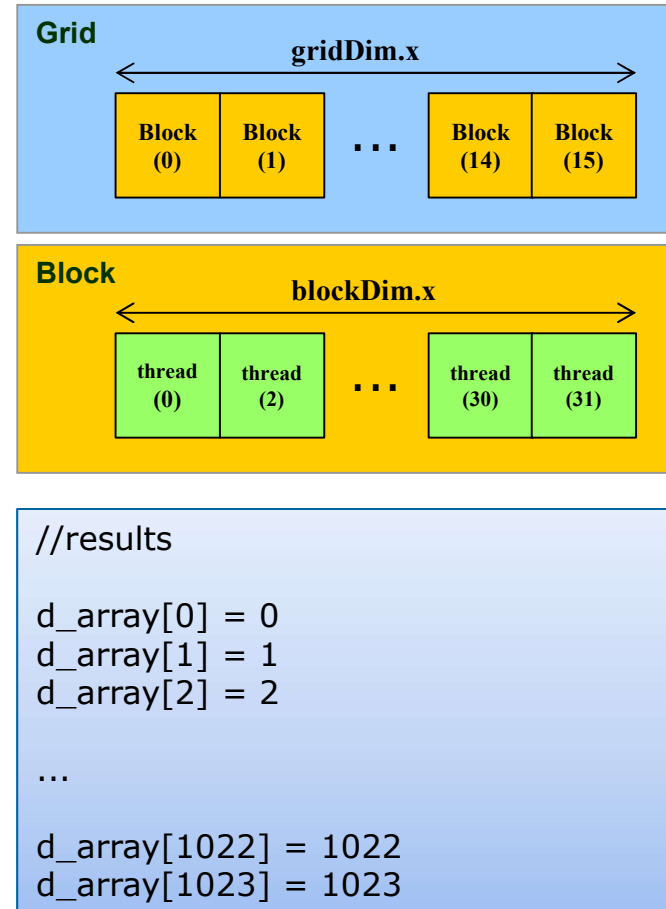 Grid
gridDim.x
Block
(0)
Block
(1)
...
Block
(14)
Block
(15)
Block
blockDim.x
thread
(0)
thread
(2)
...
thread
(30)
thread
(31)
//results
d_array[0] = 0
d_array[1] = 1
d_array[2] = 2
...
d_array[1022] = 1022
d_array[1023] = 1023